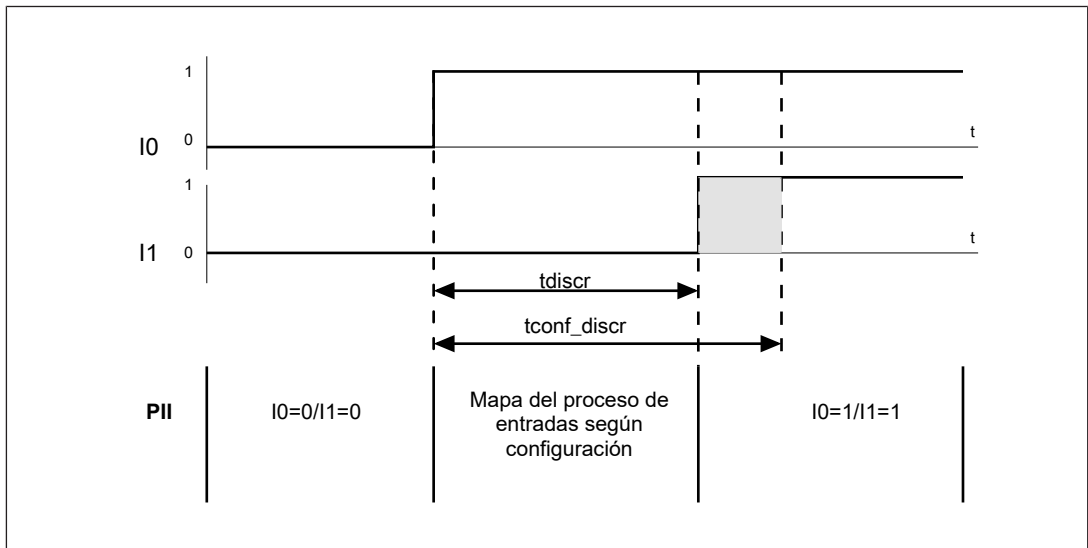 1
I0
0
t
1
I1
0
t
tdiscr
tconf_discr
PII
I0=0/I1=0
Mapa del proceso de
entradas según
configuración
I0=1/I1=1